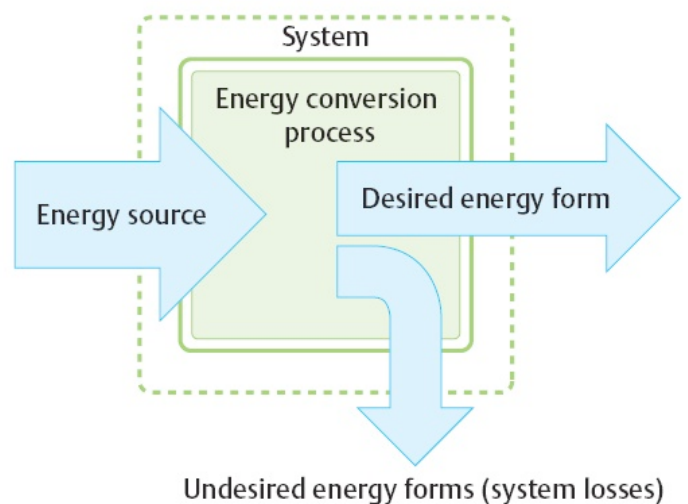 System
Energy conversion
process
Energy source
Desired energy form
Undesired energy forms (system losses)